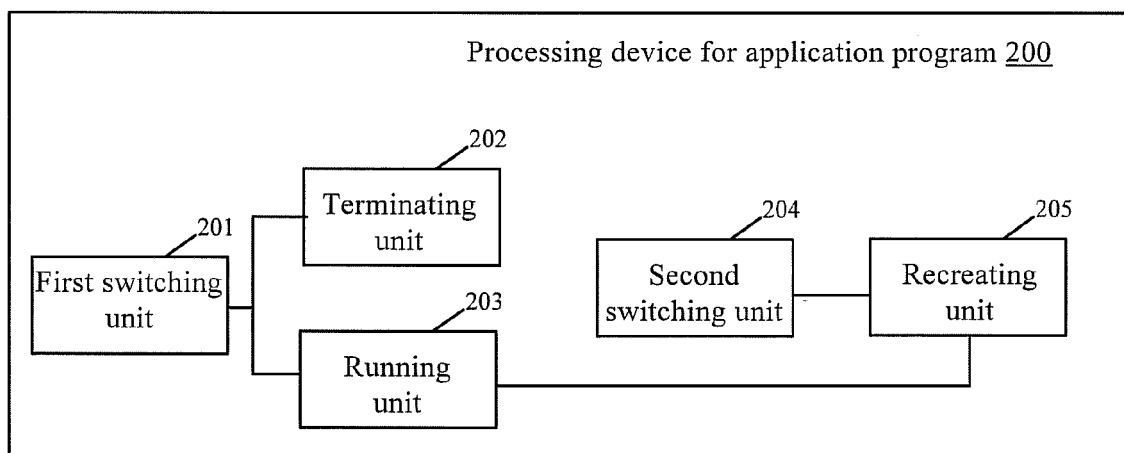 Processing device for application program 200
202
Terminating
unit
201
First switching
unit
203
Running
unit
204
Second
switching unit
205
Recreating
unit